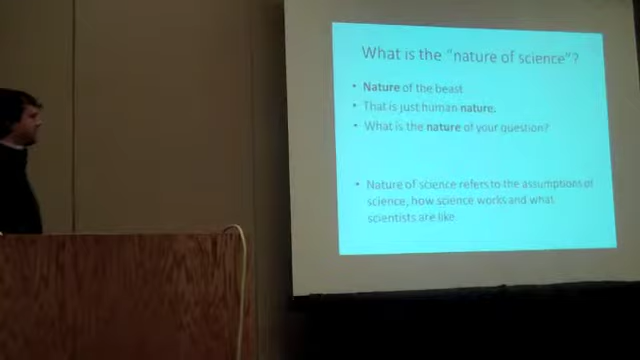 What is the "nature of science"?
• Nature of the beast
• That is just human nature.
• What is the nature of your question?
• Nature of science refers to the assumptions of
science, how science works and what
scientists are like.